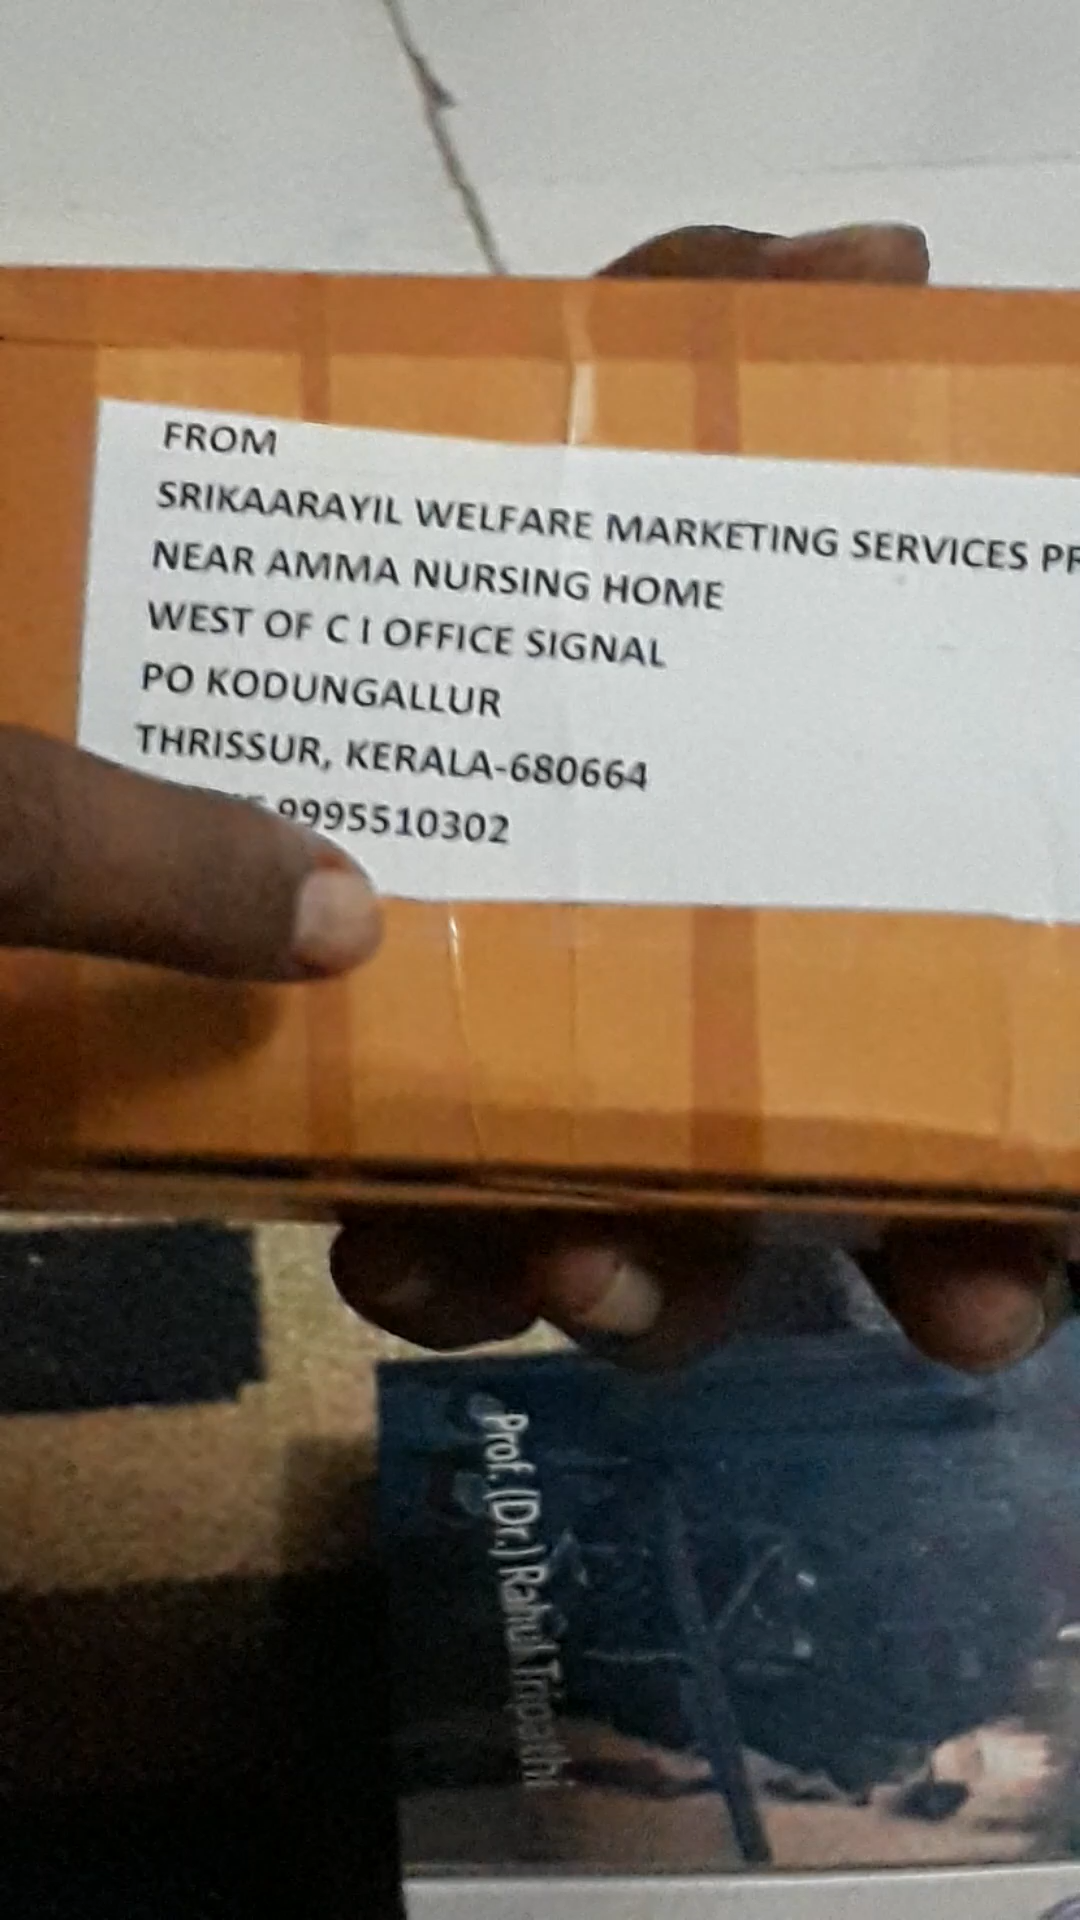 FROM
SRIKAARAYIL WELFARE MARKETING SERVICES
NEAR AMMA NURSING HOME
WEST OF C I OFFICE SIGNAL
PO KODUNGALLUR
THRISSUR, KERALA-680664
9995510302
Prof. (Dr.) Rahul Tripathi